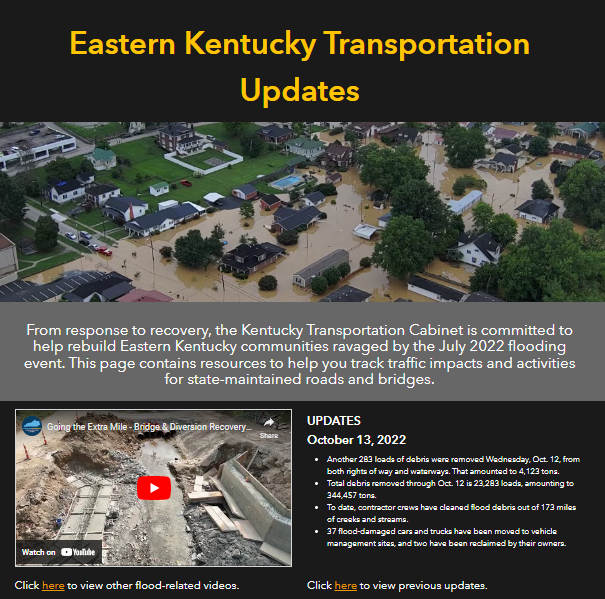 Eastern Kentucky Transportation
Updates
From response to recovery, the Kentucky Transportation Cabinet is committed to
help rebuild Eastern Kentucky communities ravaged by the July 2022 flooding
event. This page contains resources to help you track traffic impacts and activities
for state-maintained roads and bridges.
Going the Extra Mile - Bridge & Diversion Recovery...
Share
Watch on YouTube
Click here to view other flood-related videos.
UPDATES
October 13, 2022
• Another 283 loads of debris were removed Wednesday, Oct. 12, from
both rights of way and waterways. That amounted to 4,123 tons.
• Total debris removed through Oct. 12 is 23,283 loads, amounting to
344,457 tons.
• To date, contractor crews have cleaned flood debris out of 173 miles
of creeks and streams.
• 37 flood-damaged cars and trucks have been moved to vehicle
management sites, and two have been reclaimed by their owners.
Click here to view previous updates.